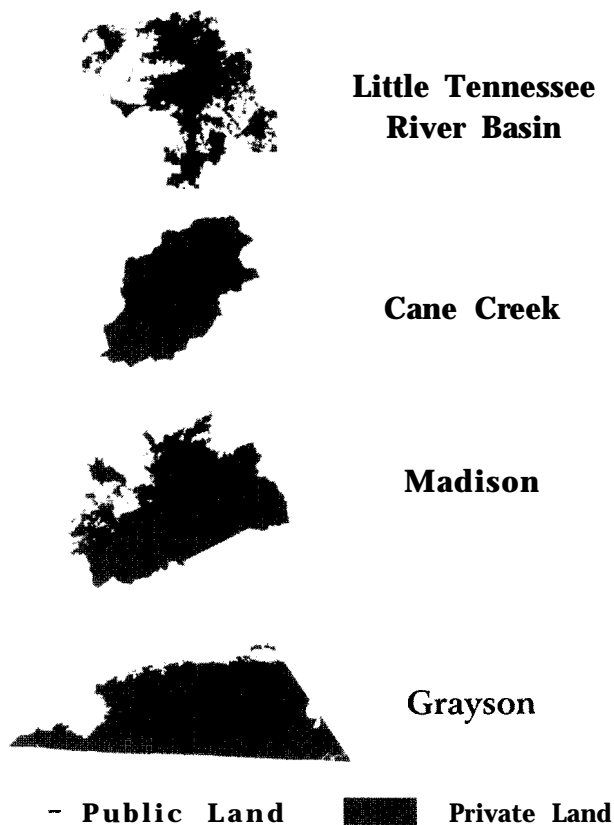 Little Tennessee
River Basin
Cane Creek
Madison
Grayson
- Public Land
Private Land